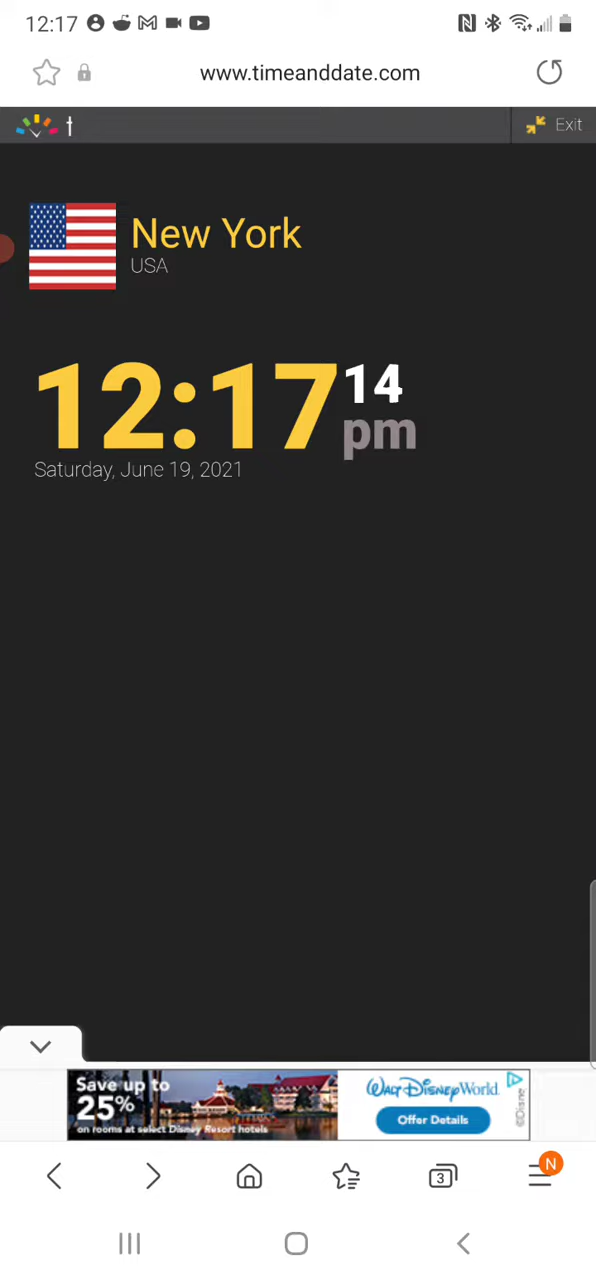 12:17
www.timeanddate.com
t
Exit
New York
USA
12:17 14 pm
Saturday, June 19, 2021
Save up to
25%
on rooms at select Disney Resort hotels
WALT DISNEY World
Offer Details
©Disney
3
N